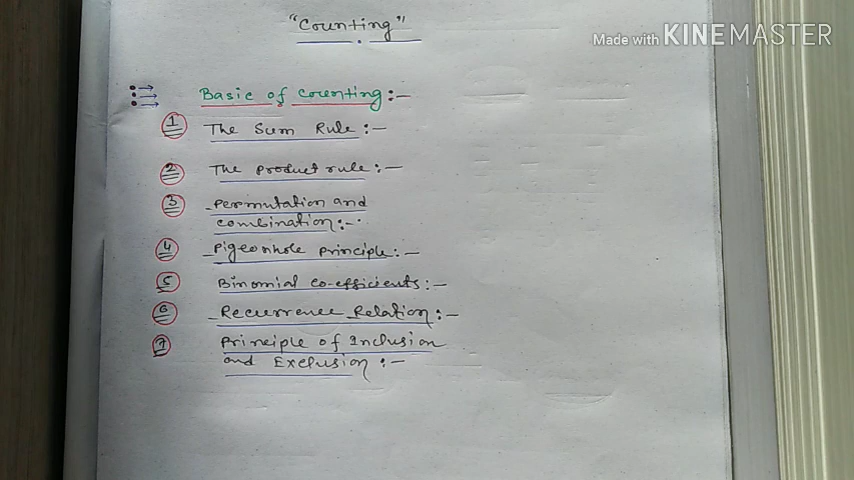 "Counting"
Made with KINEMASTER
Basic of counting :-
1 The Sum Rule :-
2 The product rule :-
3 permutation and
combination :-
4 pigeonhole principle :-
5 Binomial co-efficients :-
6 Recurrence Relation :-
7 principle of Inclusion
and Exclusion :-